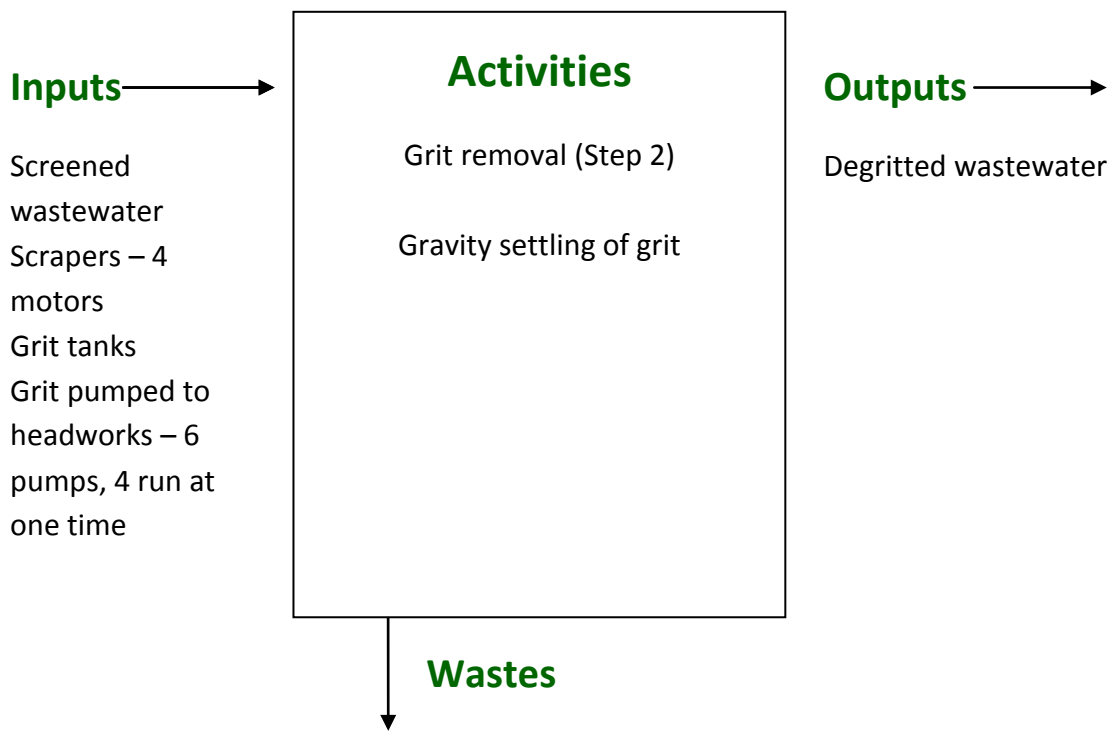 Inputs
Screened
wastewater
Scrapers – 4
motors
Grit tanks
Grit pumped to
headworks – 6
pumps, 4 run at
one time
Activities
Grit removal (Step 2)
Gravity settling of grit
Outputs
Degritted wastewater
Wastes